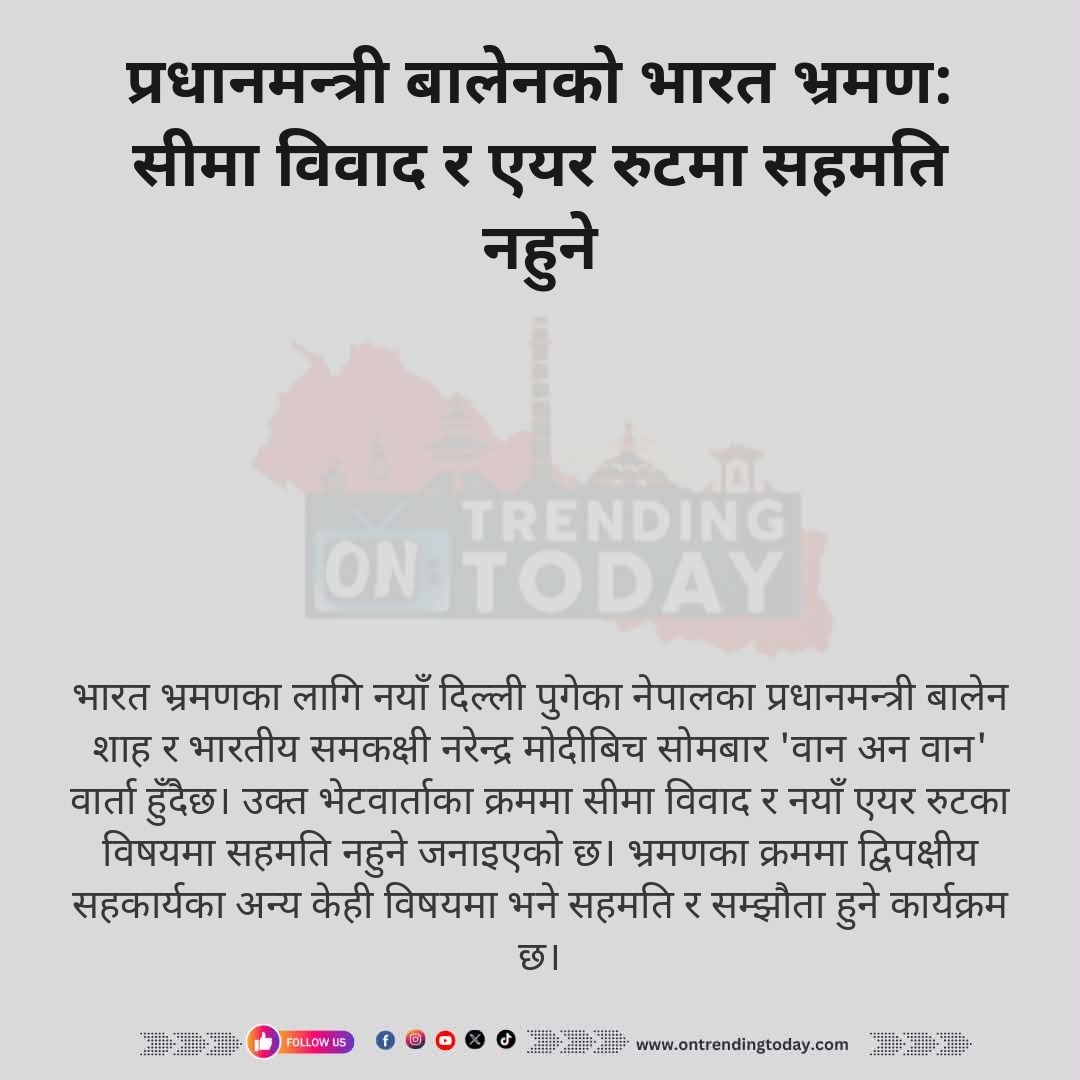 प्रधानमन्त्री बालेनको भारत भ्रमण:
सीमा विवाद र एयर रुटमा सहमति
नहुने
ON TRENDING
TODAY
भारत भ्रमणका लागि नयाँ दिल्ली पुगेका नेपालका प्रधानमन्त्री बालेन
शाह र भारतीय समकक्षी नरेन्द्र मोदीबिच सोमबार 'वान अन वान'
वार्ता हुँदैछ। उक्त भेटवार्ताका क्रममा सीमा विवाद र नयाँ एयर रुटका
विषयमा सहमति नहुने जनाइएको छ। भ्रमणका क्रममा द्विपक्षीय
सहकार्यका अन्य केही विषयमा भने सहमति र सम्झौता हुने कार्यक्रम
छ।
FOLLOW US www.ontrendingtoday.com